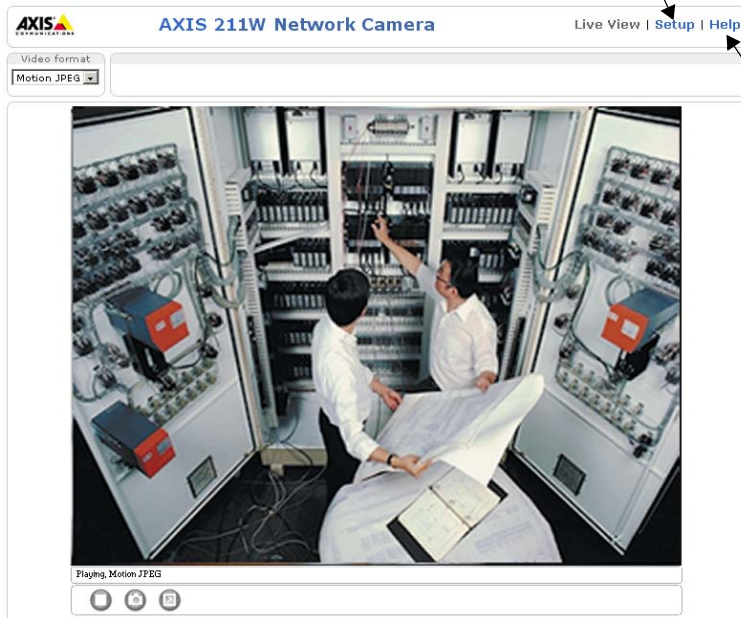 AXIS
COMMUNICATIONS
AXIS 211W Network Camera
Live View | Setup | Help
Video format
Motion JPEG
Playing, Motion JPEG